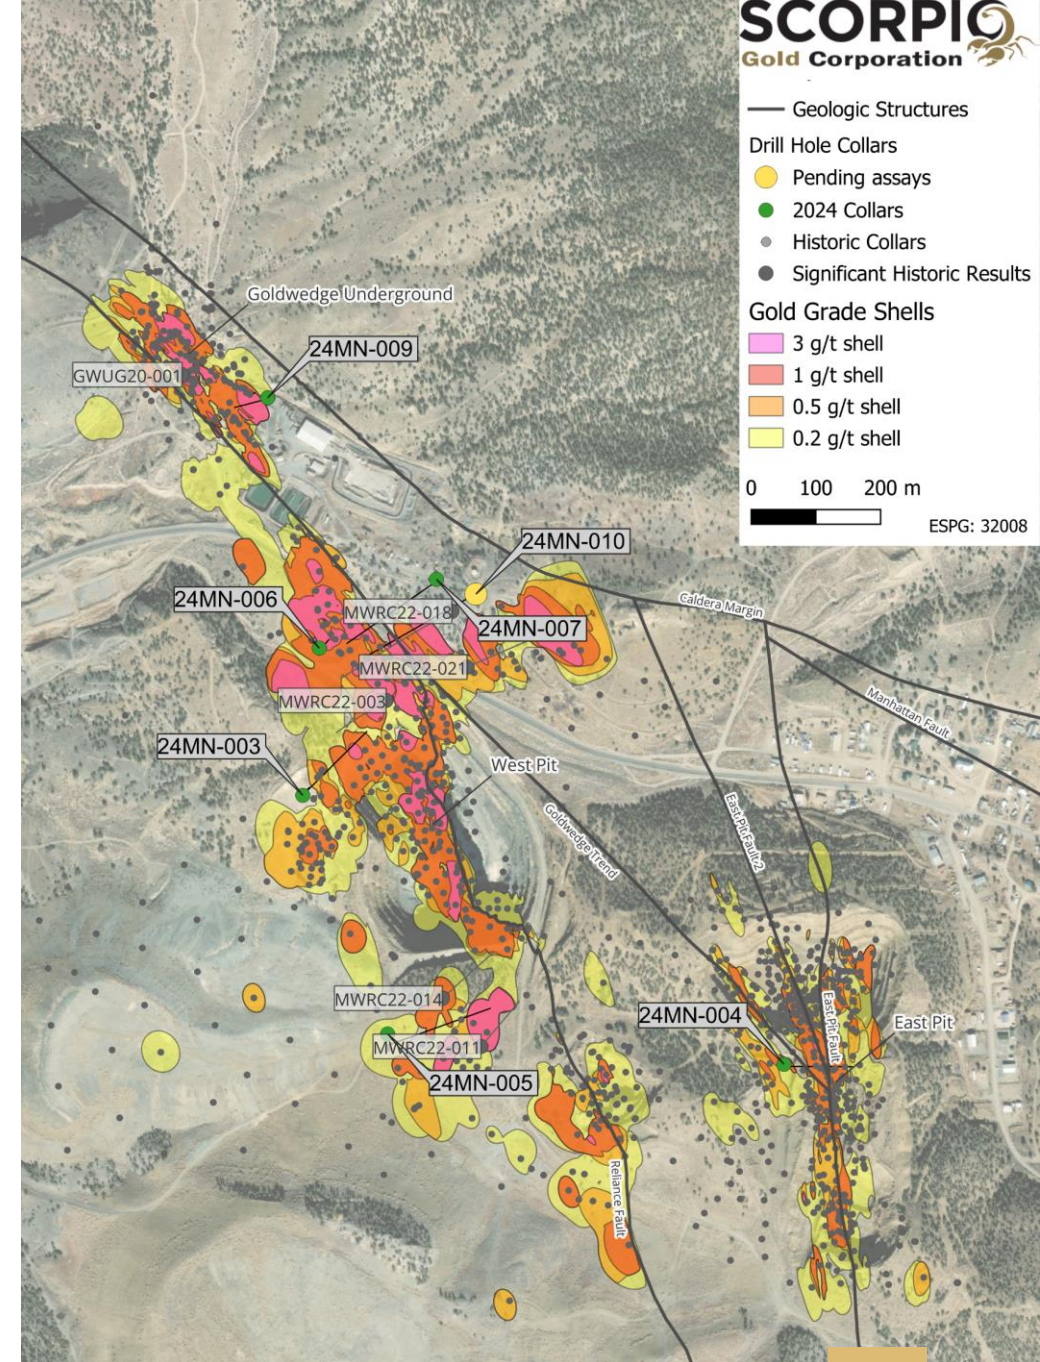 SCORPIO
Gold Corporation
Geologic Structures
Drill Hole Collars
Pending assays
2024 Collars
Historic Collars
Significant Historic Results
Gold Grade Shells
3 g/t shell
1 g/t shell
0.5 g/t shell
0.2 g/t shell
0 100 200 m
ESPG: 32008
Goldwedge Underground
24MN-009
GWUG20-001
24MN-010
24MN-006
MWRC22-018
24MN-007
Caldera Margin
MWRC22-021
MWRC22-003
Manhattan Fault
24MN-003
West Pit
East Pit Fault 2
Goldwedge Trend
MWRC22-014
24MN-004
East Pit Fault
East Pit
MWRC22-011
24MN-005
Reliance Fault